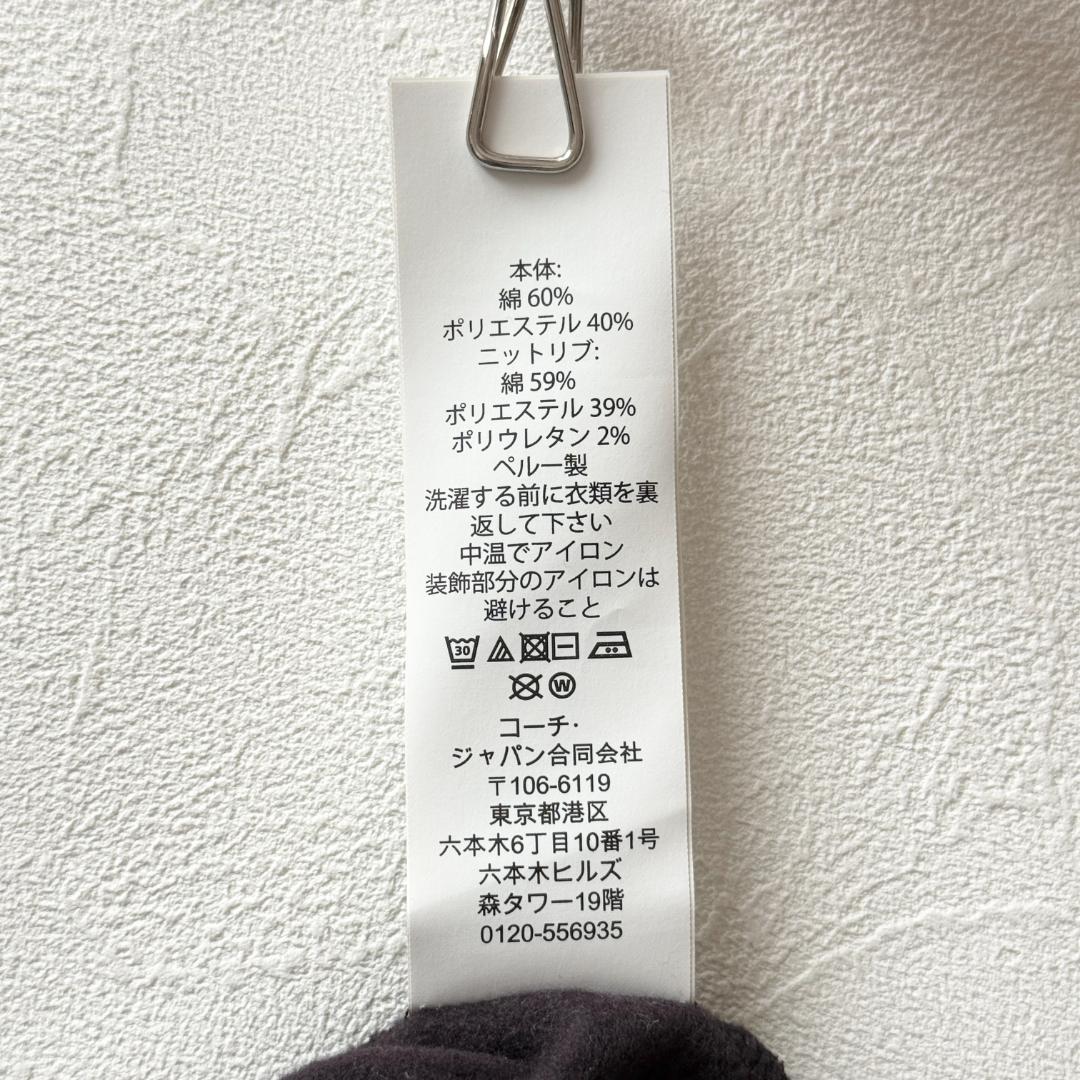 本体:
綿 60%
ポリエステル 40%
ニットリブ:
綿 59%
ポリエステル 39%
ポリウレタン 2%
ペルー製
洗濯する前に衣類を裏
返して下さい
中温でアイロン
装飾部分のアイロンは
避けること
30
W
コーチ·
ジャパン合同会社
〒106-6119
東京都港区
六本木6丁目10番1号
六本木ヒルズ
森タワー19階
0120-556935